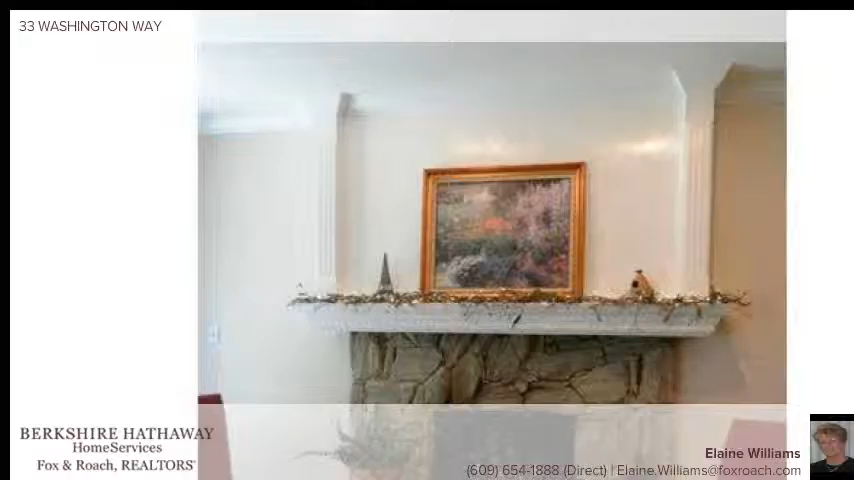 33 WASHINGTON WAY
BERKSHIRE HATHAWAY
HomeServices
Fox & Roach, REALTORS®
Elaine Williams
(609) 654-1888 (Direct) | Elaine.Williams@foxroach.com